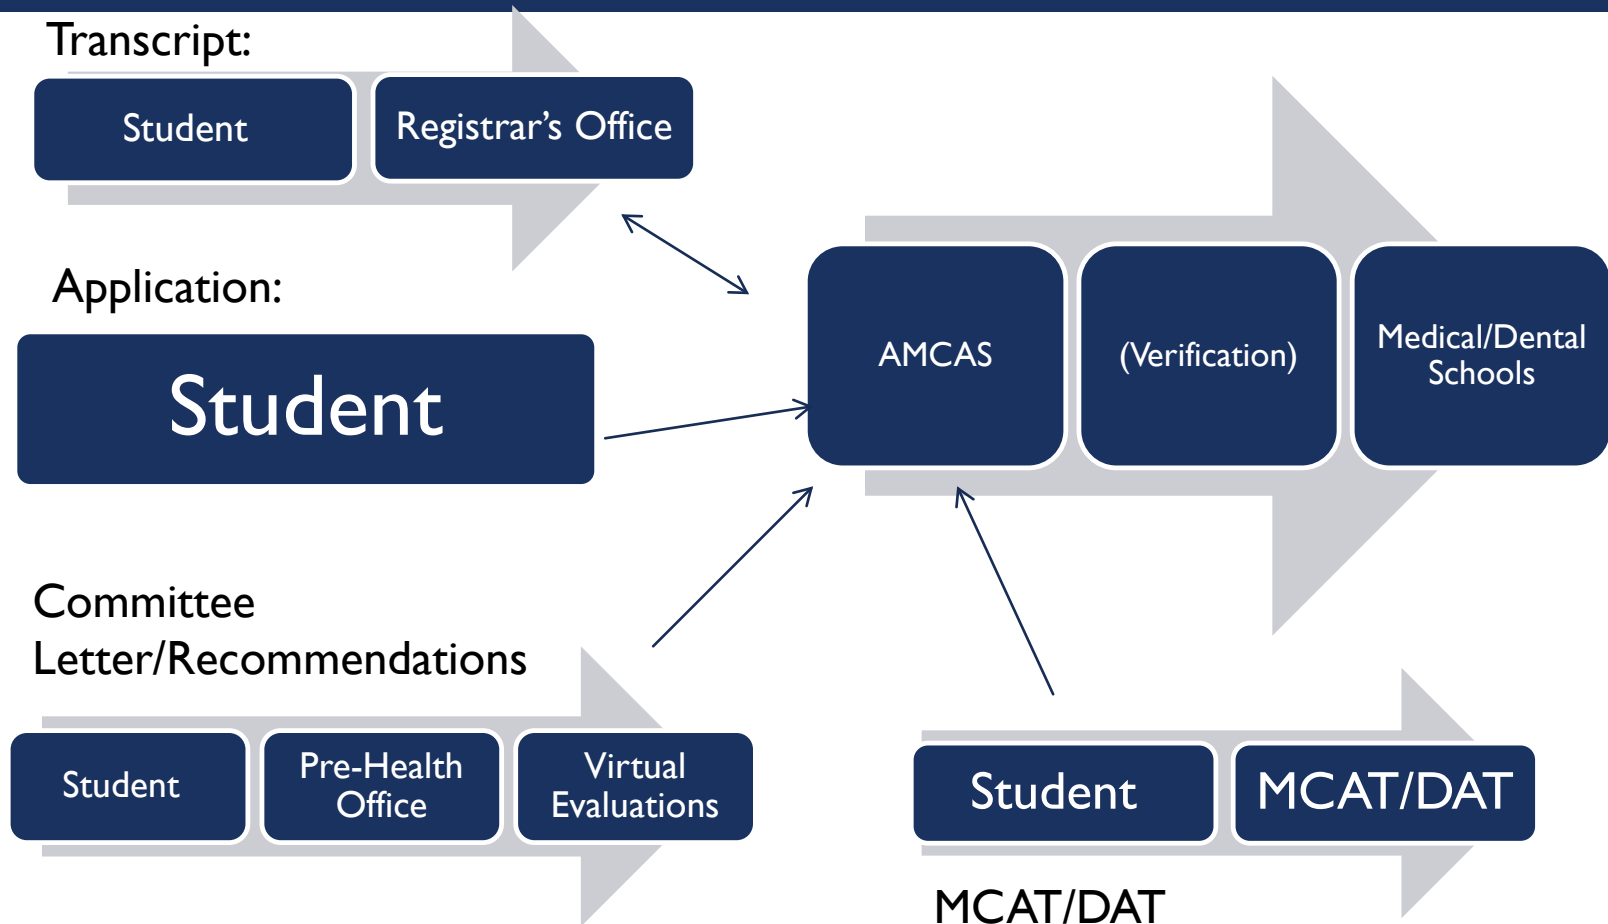 Transcript:
Student
Registrar’s Office
Application:
Student
AMCAS
(Verification)
Medical/Dental
Schools
Committee
Letter/Recommendations
Student
Pre-Health
Office
Virtual
Evaluations
Student
MCAT/DAT
MCAT/DAT